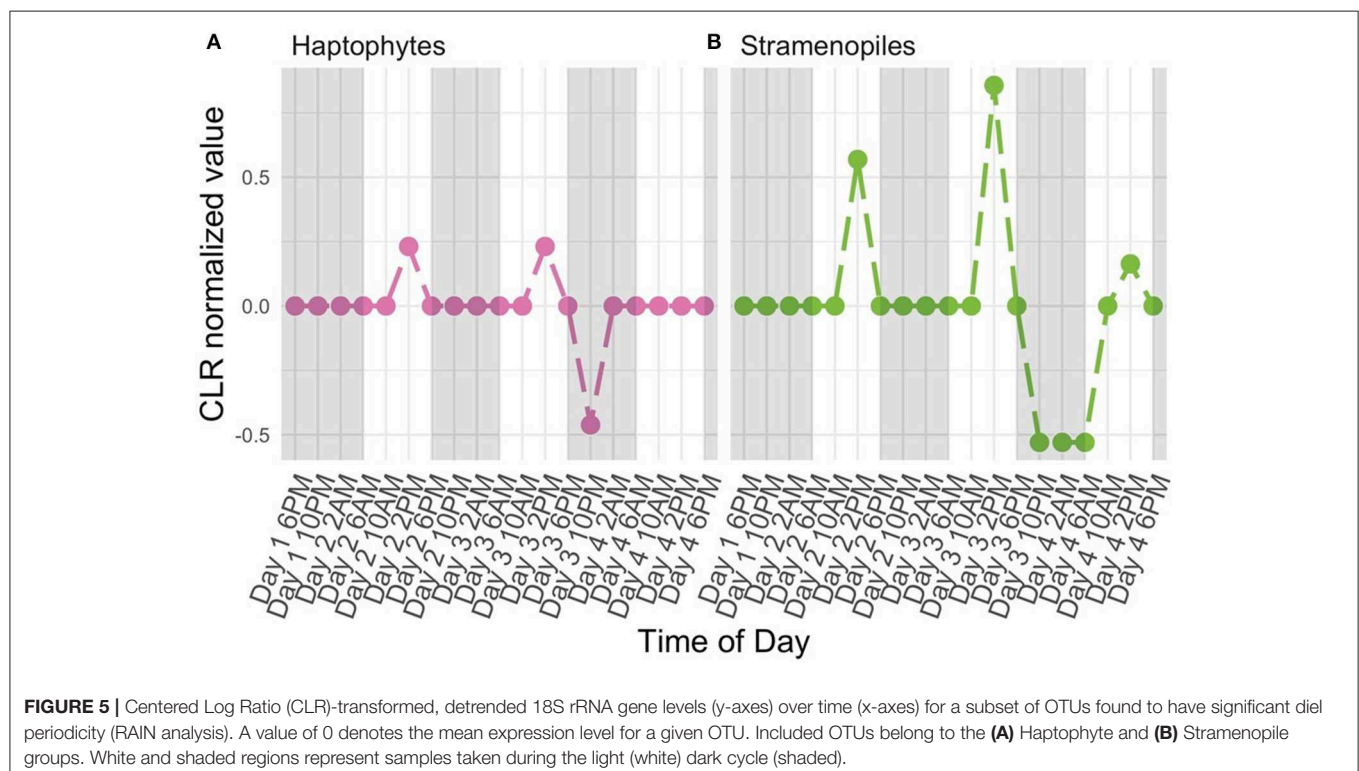 A Haptophytes
B Stramenopiles
CLR normalized value
0.5
0.0
-0.5
Day 1 6PM
Day 1 10PM
Day 2 2AM
Day 2 6AM
Day 2 10AM
Day 2 2PM
Day 2 6PM
Day 2 10PM
Day 3 2AM
Day 3 6AM
Day 3 10AM
Day 3 2PM
Day 3 6PM
Day 3 10PM
Day 4 2AM
Day 4 6AM
Day 4 10AM
Day 4 2PM
Day 4 6PM
Day 1 6PM
Day 1 10PM
Day 2 2AM
Day 2 6AM
Day 2 10AM
Day 2 2PM
Day 2 6PM
Day 2 10PM
Day 3 2AM
Day 3 6AM
Day 3 10AM
Day 3 2PM
Day 3 6PM
Day 3 10PM
Day 4 2AM
Day 4 6AM
Day 4 10AM
Day 4 2PM
Day 4 6PM
Time of Day
FIGURE 5 | Centered Log Ratio (CLR)-transformed, detrended 18S rRNA gene levels (y-axes) over time (x-axes) for a subset of OTUs found to have significant diel
periodicity (RAIN analysis). A value of 0 denotes the mean expression level for a given OTU. Included OTUs belong to the (A) Haptophyte and (B) Stramenopile
groups. White and shaded regions represent samples taken during the light (white) dark cycle (shaded).